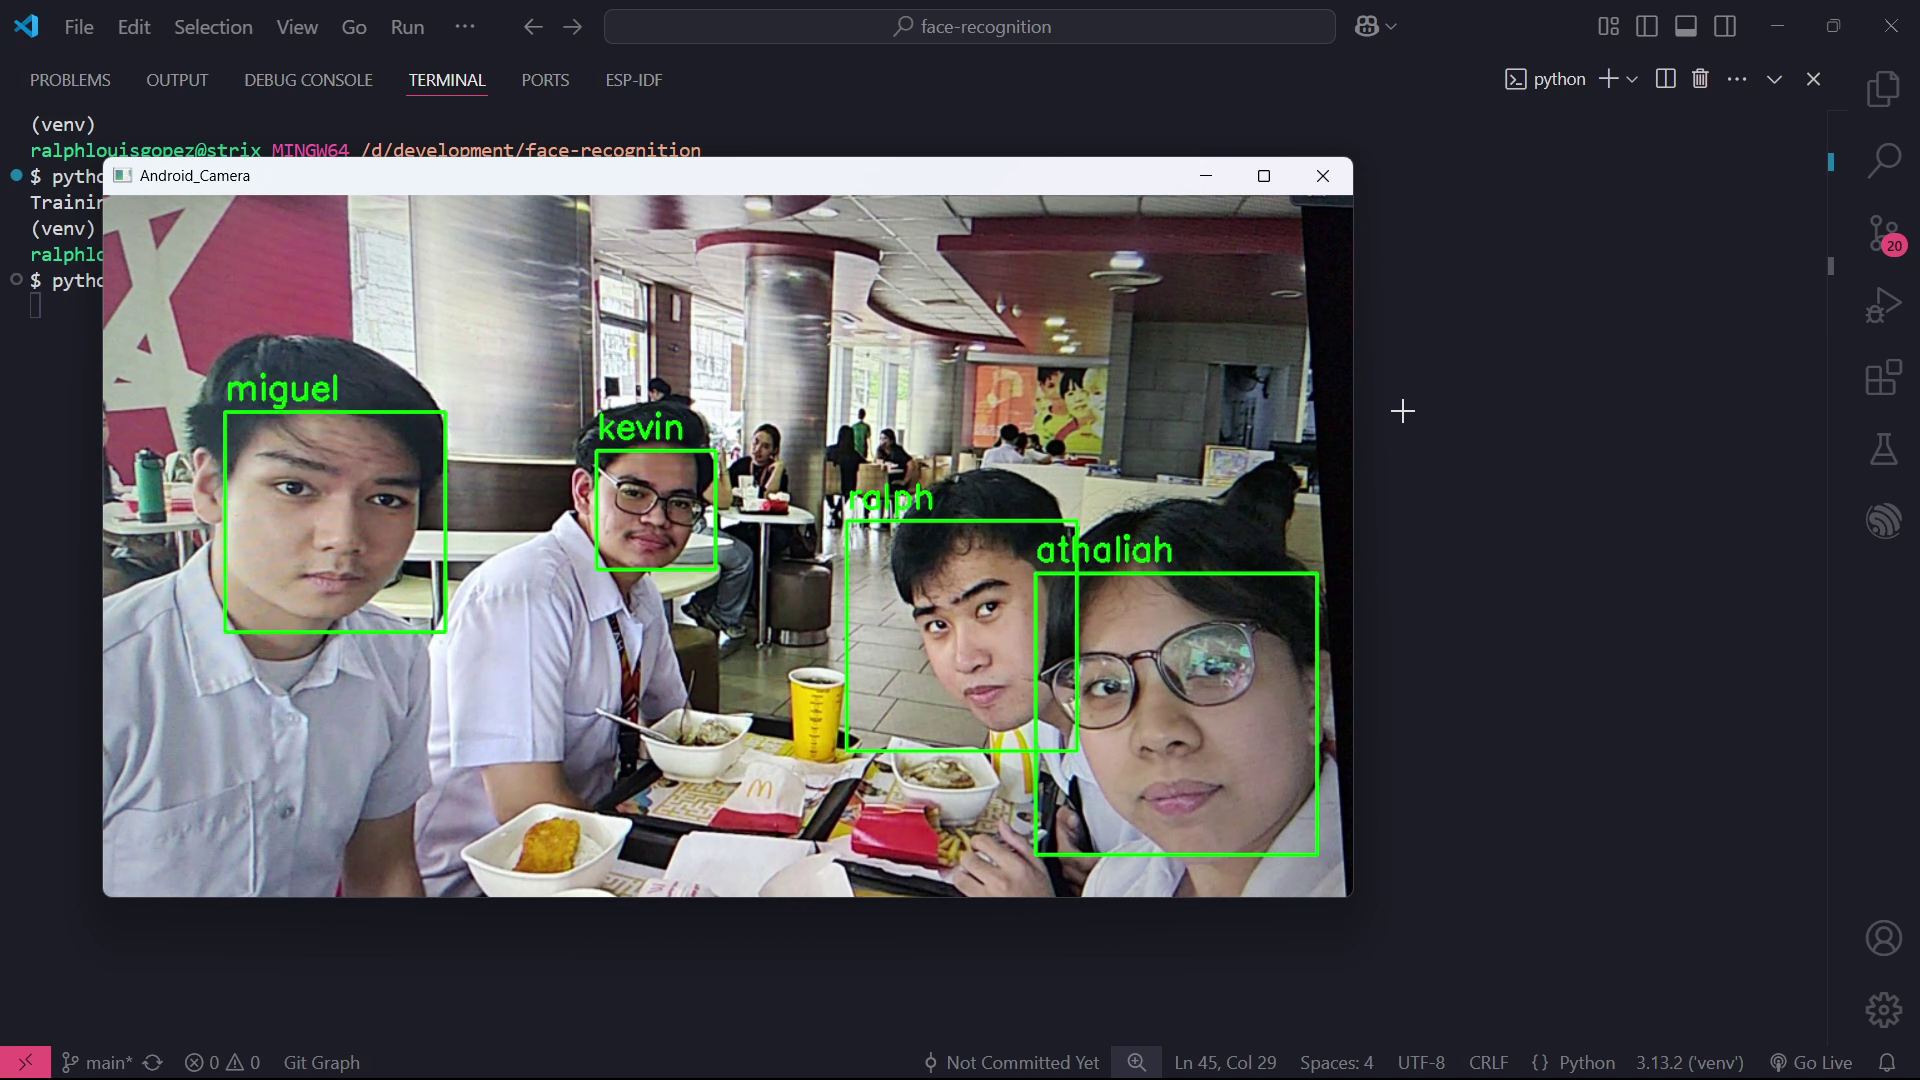 File Edit Selection View Go Run ···
face-recognition
PROBLEMS OUTPUT DEBUG CONSOLE TERMINAL PORTS ESP-IDF
python
(venv)
ralphlouisgopez@strix MINGW64 /d/development/face-recognition
$ pytho
Trainin
(venv)
ralphlo
$ pytho
Android_Camera
miguel
kevin
ralph
athaliah
20
main* 0 0 Git Graph
Not Committed Yet Ln 45, Col 29 Spaces: 4 UTF-8 CRLF {} Python 3.13.2 ('venv') Go Live